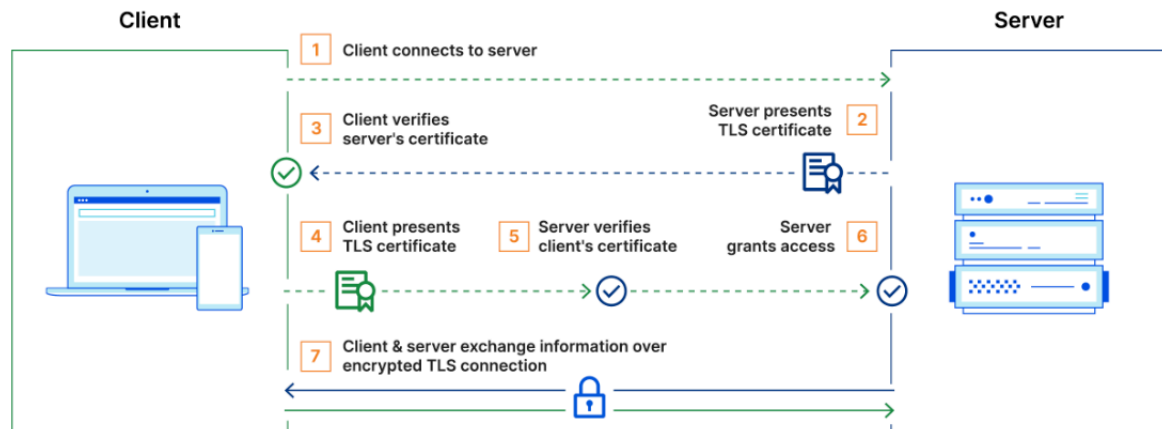 Client
Server
1 Client connects to server
3 Client verifies
server's certificate
Server presents 2
TLS certificate
4 Client presents
TLS certificate
5 Server verifies
client's certificate
Server 6
grants access
7 Client & server exchange information over
encrypted TLS connection